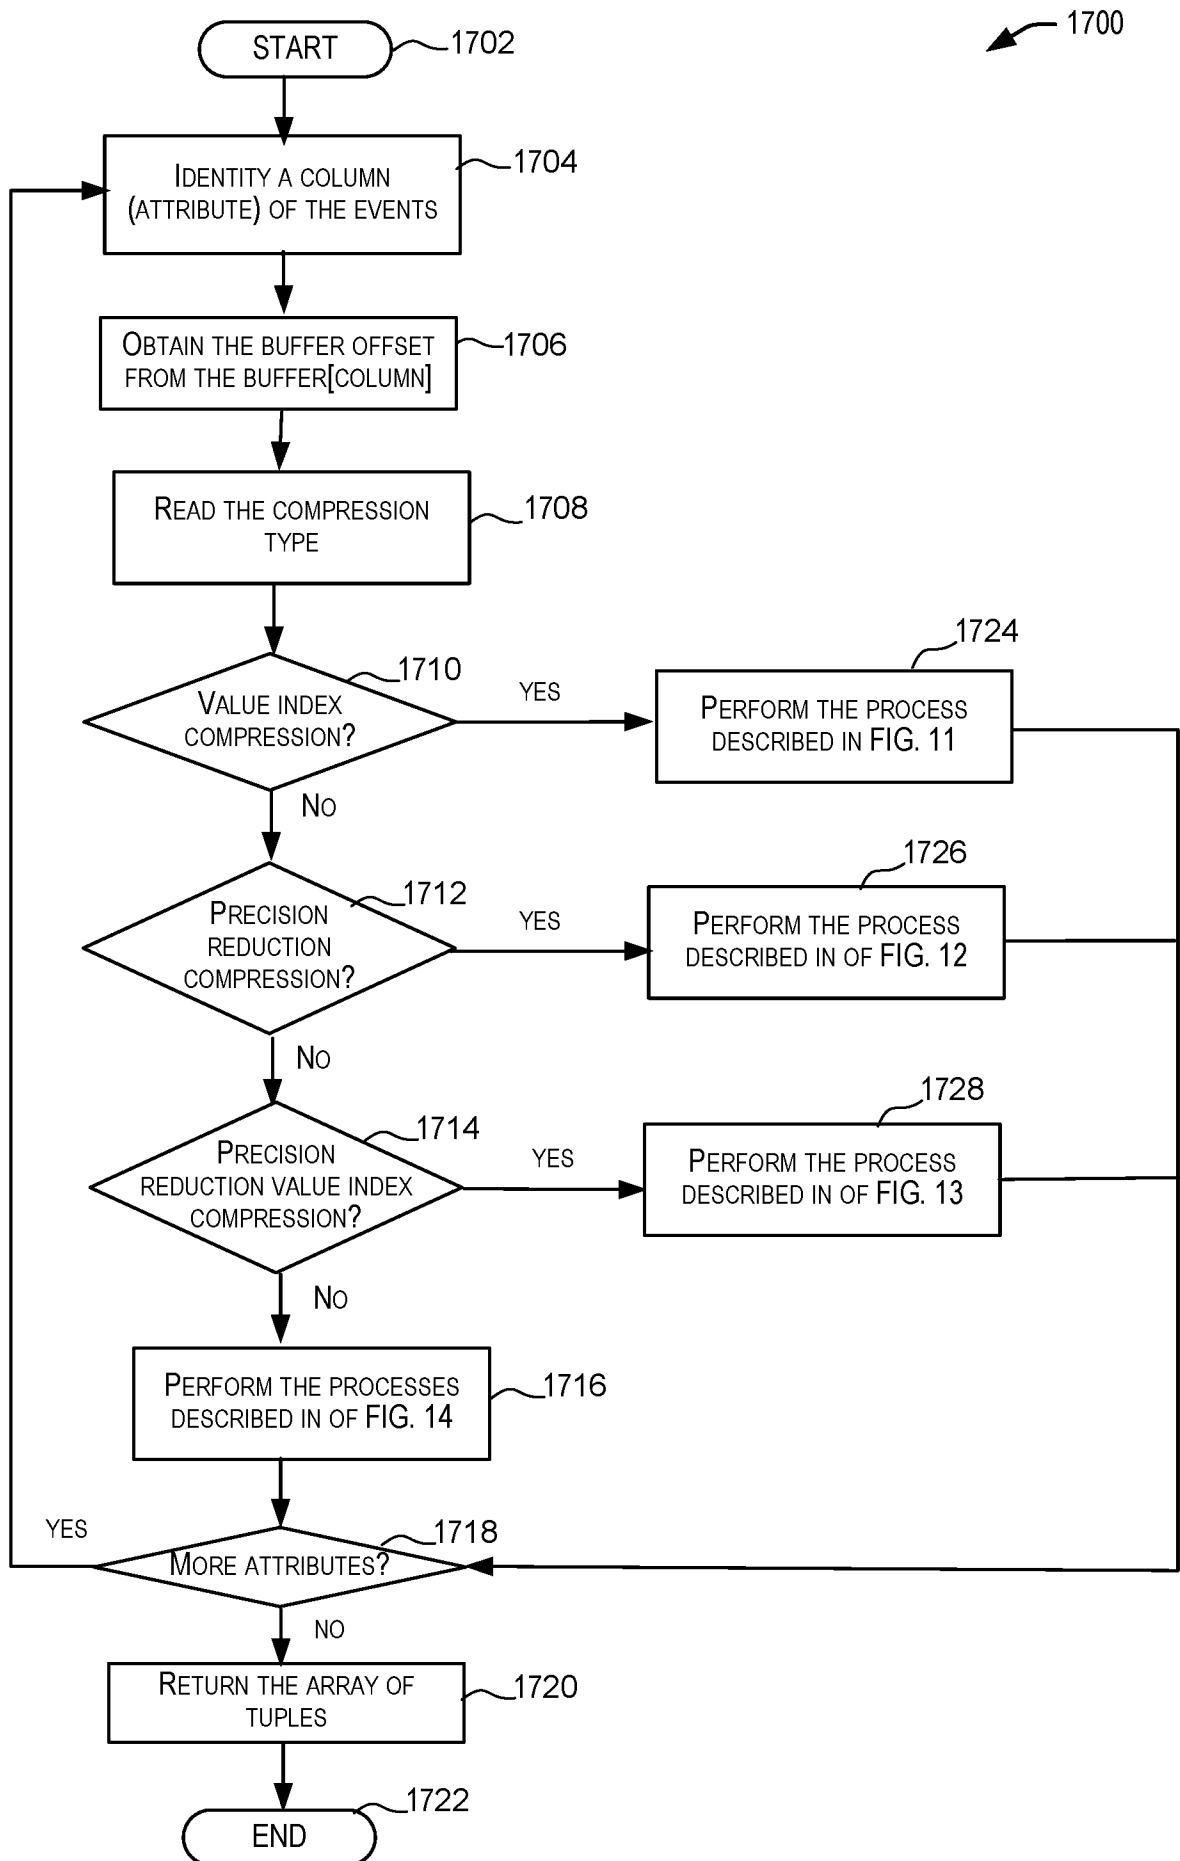 START
1702
1700
IDENTITY A COLUMN
(ATTRIBUTE) OF THE EVENTS
1704
OBTAIN THE BUFFER OFFSET
FROM THE BUFFER[COLUMN]
1706
READ THE COMPRESSION
TYPE
1708
VALUE INDEX
COMPRESSION?
1710
YES
PERFORM THE PROCESS
DESCRIBED IN FIG. 11
1724
NO
PRECISION
REDUCTION
COMPRESSION?
1712
YES
PERFORM THE PROCESS
DESCRIBED IN OF FIG. 12
1726
NO
PRECISION
REDUCTION VALUE INDEX
COMPRESSION?
1714
YES
PERFORM THE PROCESS
DESCRIBED IN OF FIG. 13
1728
NO
PERFORM THE PROCESSES
DESCRIBED IN OF FIG. 14
1716
YES
MORE ATTRIBUTES?
1718
NO
RETURN THE ARRAY OF
TUPLES
1720
END
1722